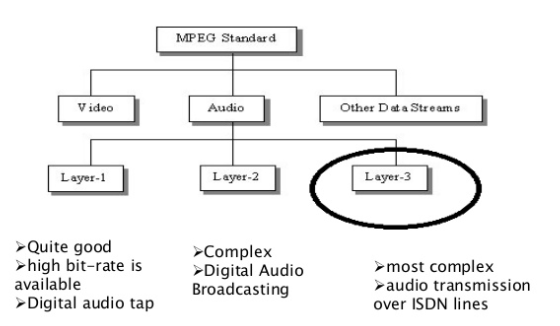 MPEG Standard
Video
Audio
Other Data Streams
Layer-1
Layer-2
Layer-3
➤Quite good
➤high bit-rate is
available
➤Digital audio tap
➤Complex
➤Digital Audio
Broadcasting
➤most complex
➤audio transmission
over ISDN lines